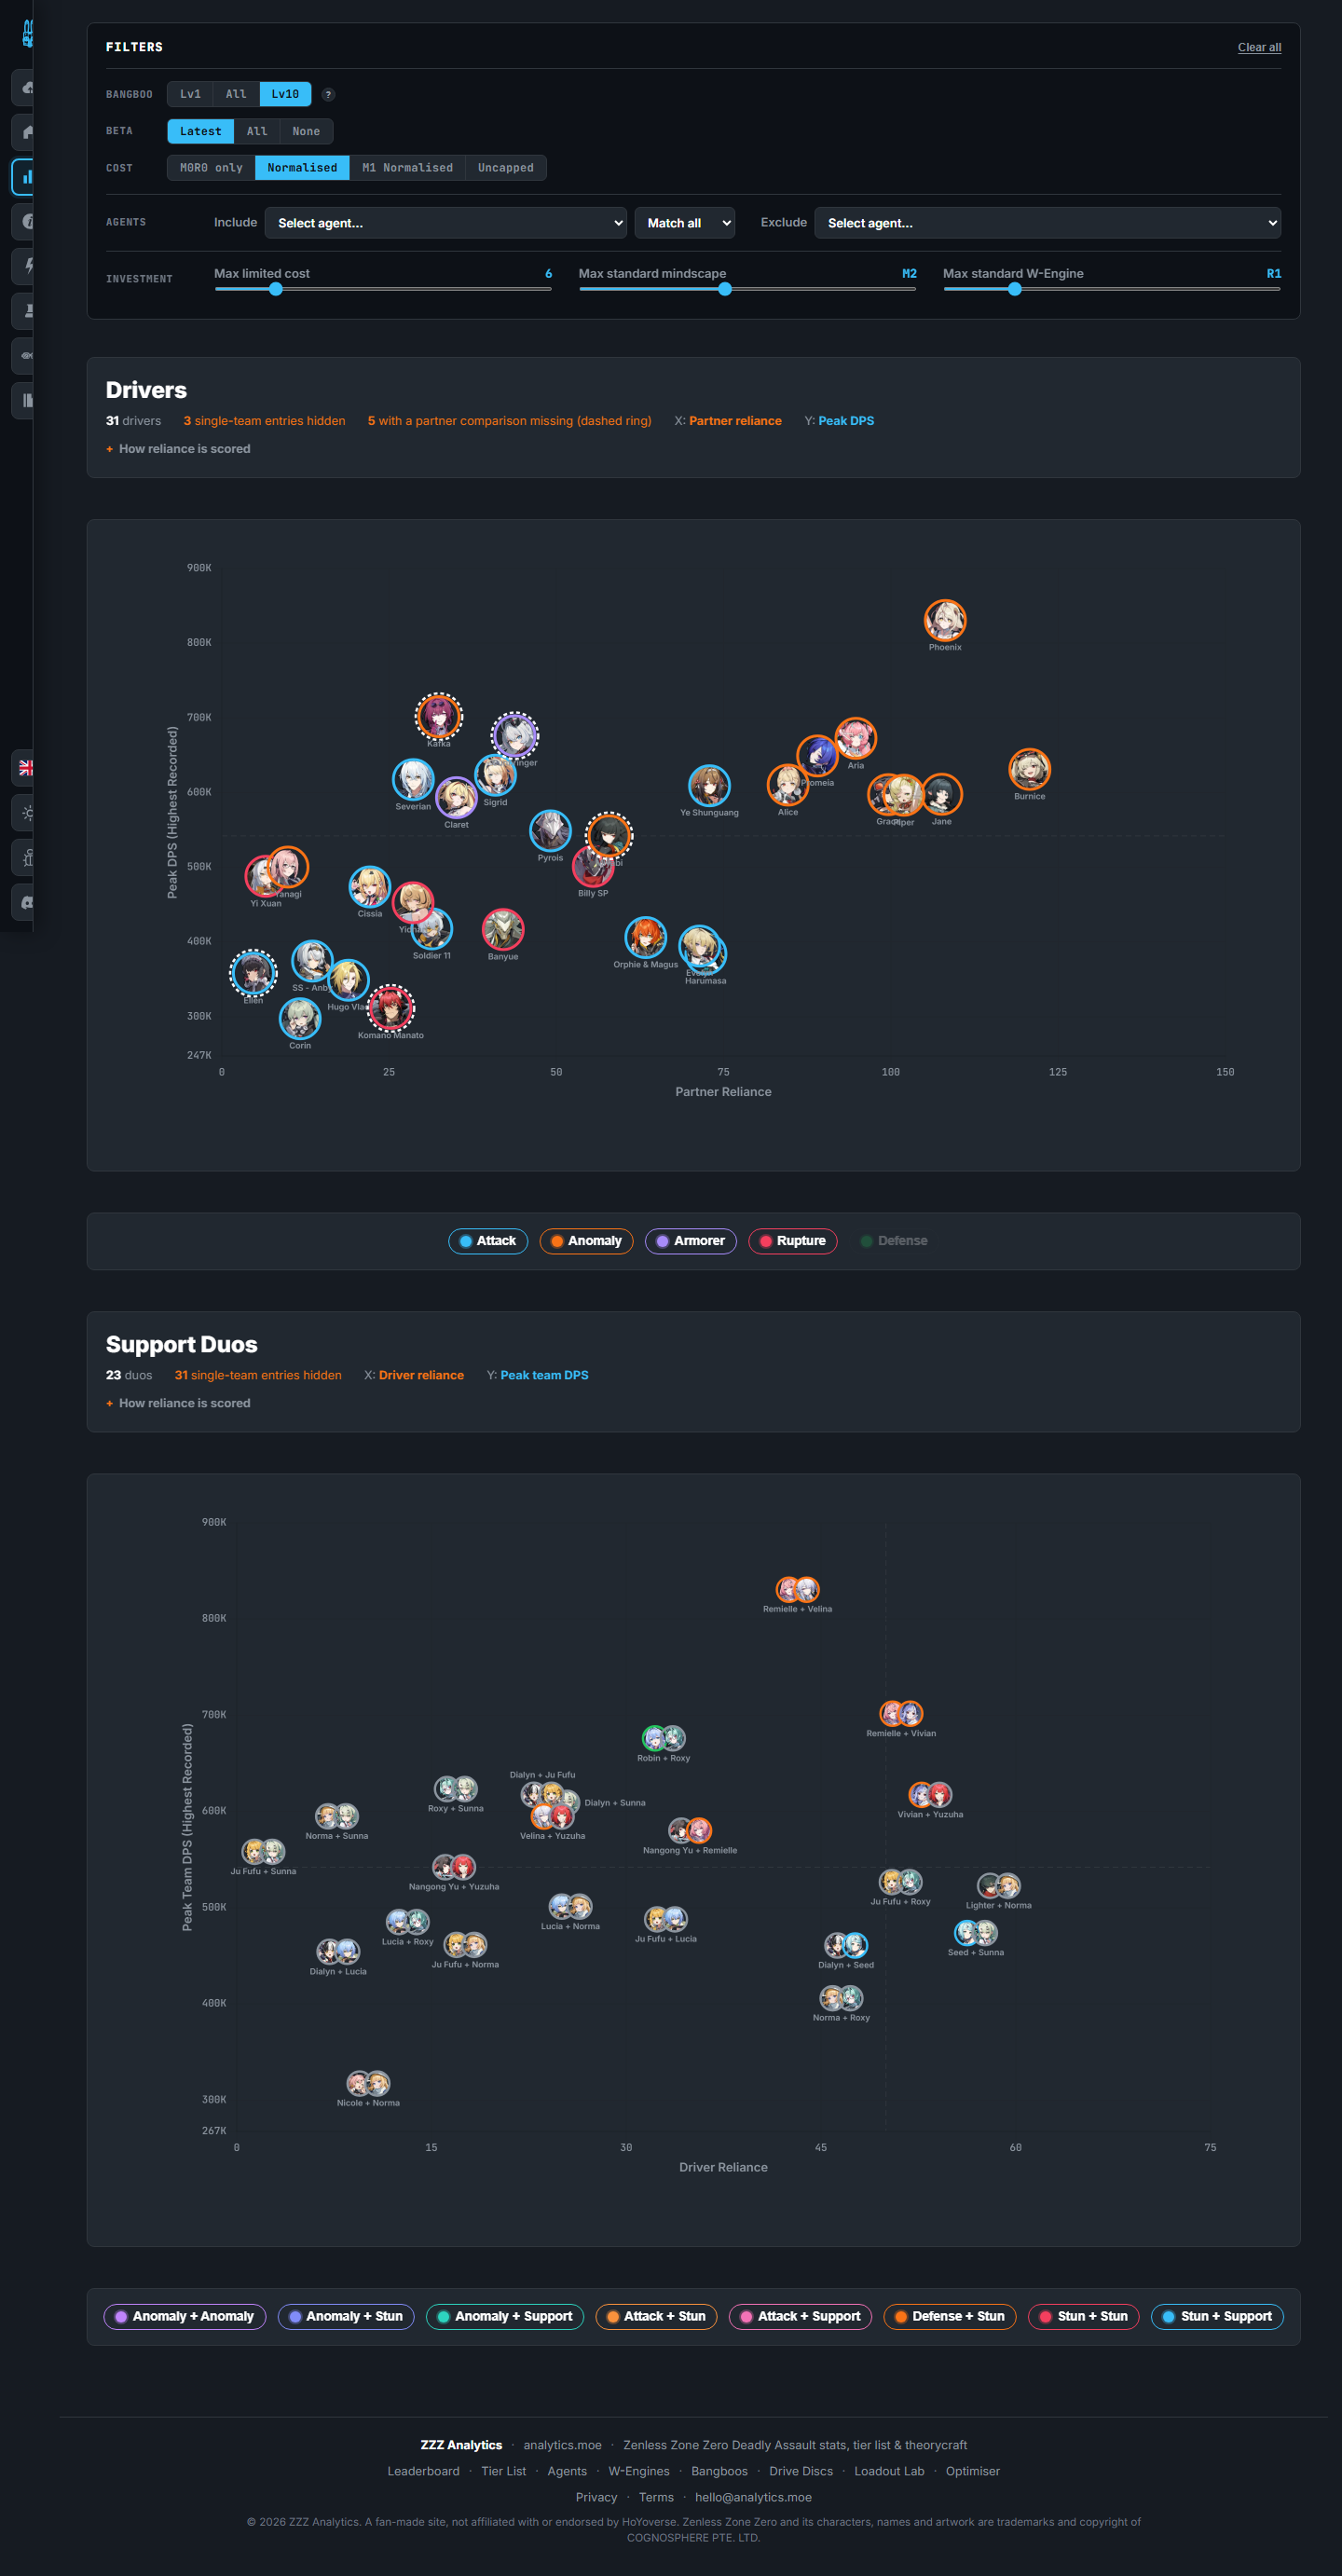 FILTERS
Clear all
BANGBOO Lv1 All Lv10 ?
BETA Latest All None
COST M0R0 only Normalised M1 Normalised Uncapped
AGENTS Include Select agent... Match all Exclude Select agent...
INVESTMENT Max limited cost 6 Max standard mindscape M2 Max standard W-Engine R1
Drivers
31 drivers 3 single-team entries hidden 5 with a partner comparison missing (dashed ring) X: Partner reliance Y: Peak DPS
+ How reliance is scored
900K
Phoenix
800K
700K
Kafka
Aria
Severian
Sigrid
Burnice
600K
Claret
Ye Shunguang
Alice
Piper
Jane
Pyrois
500K
Yi Xuan
Cissia
Billy SP
Soldier 11
Banyue
400K
Orphie & Magus
Harumasa
Ellen
Komano Manato
300K
Corin
247K
0 25 50 75 100 125 150
Peak DPS (Highest Recorded)
Partner Reliance
Attack Anomaly Armorer Rupture Defense
Support Duos
23 duos 31 single-team entries hidden X: Driver reliance Y: Peak team DPS
+ How reliance is scored
900K
Remielle + Velina
800K
700K
Remielle + Vivian
Robin + Roxy
Dialyn + Ju Fufu
Roxy + Sunna
Dialyn + Sunna
Vivian + Yuzuha
600K
Norma + Sunna
Velina + Yuzuha
Nangong Yu + Remielle
Ju Fufu + Sunna
Nangong Yu + Yuzuha
Ju Fufu + Roxy
Lighter + Norma
500K
Lucia + Norma
Lucia + Roxy
Ju Fufu + Lucia
Seed + Sunna
Dialyn + Lucia
Ju Fufu + Norma
Dialyn + Seed
400K
Norma + Roxy
300K
Nicole + Norma
267K
0 15 30 45 60 75
Peak Team DPS (Highest Recorded)
Driver Reliance
Anomaly + Anomaly Anomaly + Stun Anomaly + Support Attack + Stun Attack + Support Defense + Stun Stun + Stun Stun + Support
ZZZ Analytics · analytics.moe · Zenless Zone Zero Deadly Assault stats, tier list & theorycraft
Leaderboard · Tier List · Agents · W-Engines · Bangboos · Drive Discs · Loadout Lab · Optimiser
Privacy · Terms · hello@analytics.moe
© 2026 ZZZ Analytics. A fan-made site, not affiliated with or endorsed by HoYoverse. Zenless Zone Zero and its characters, names and artwork are trademarks and copyright of
COGNOSPHERE PTE. LTD.